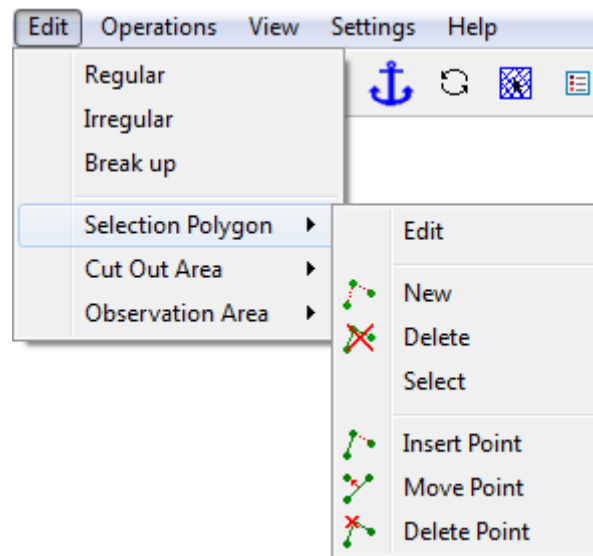 Edit Operations View Settings Help
Regular
Irregular
Break up
Selection Polygon
Cut Out Area
Observation Area
Edit
New
Delete
Select
Insert Point
Move Point
Delete Point